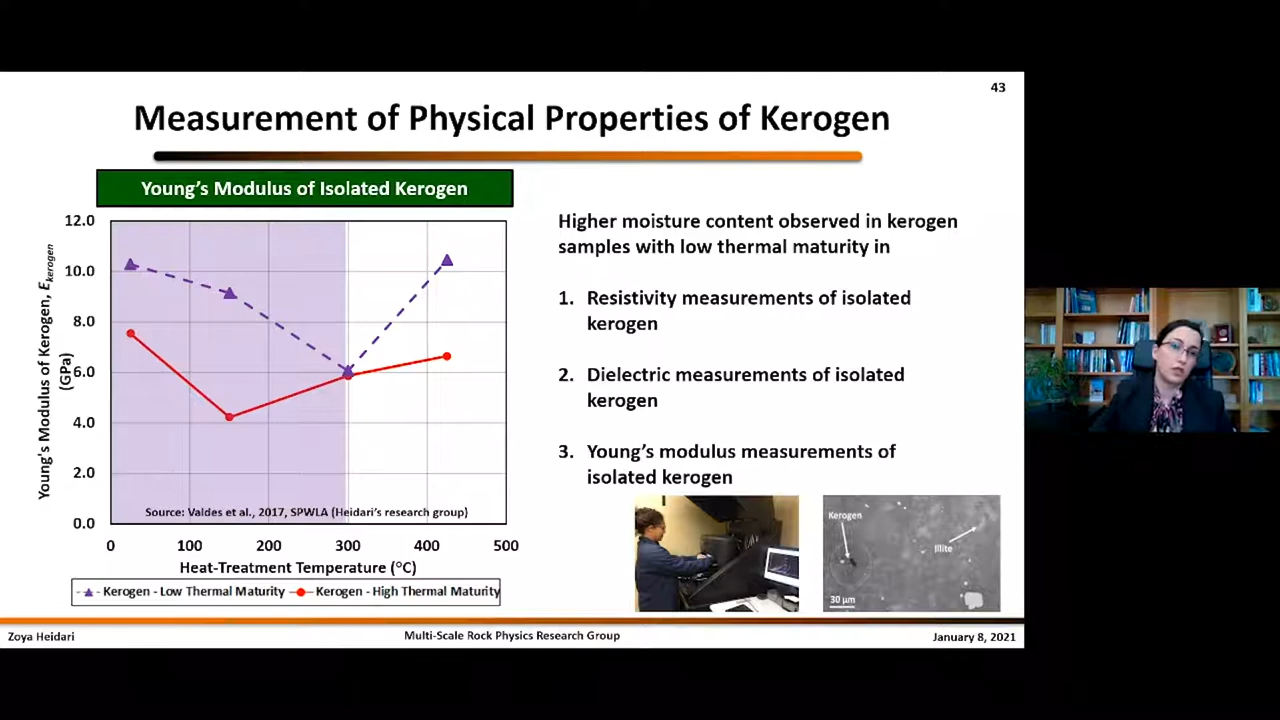 43
Measurement of Physical Properties of Kerogen
Young's Modulus of Isolated Kerogen
12.0
10.0
8.0
6.0
4.0
2.0
0.0
Young's Modulus of Kerogen, Ekerogen
(GPa)
Source: Valdes et al., 2017, SPWLA (Heidari's research group)
0 100 200 300 400 500
Heat-Treatment Temperature (°C)
Kerogen - Low Thermal Maturity Kerogen - High Thermal Maturity
Higher moisture content observed in kerogen
samples with low thermal maturity in
1. Resistivity measurements of isolated
kerogen
2. Dielectric measurements of isolated
kerogen
3. Young's modulus measurements of
isolated kerogen
Kerogen
Illite
30 µm
Zoya Heidari
Multi-Scale Rock Physics Research Group
January 8, 2021